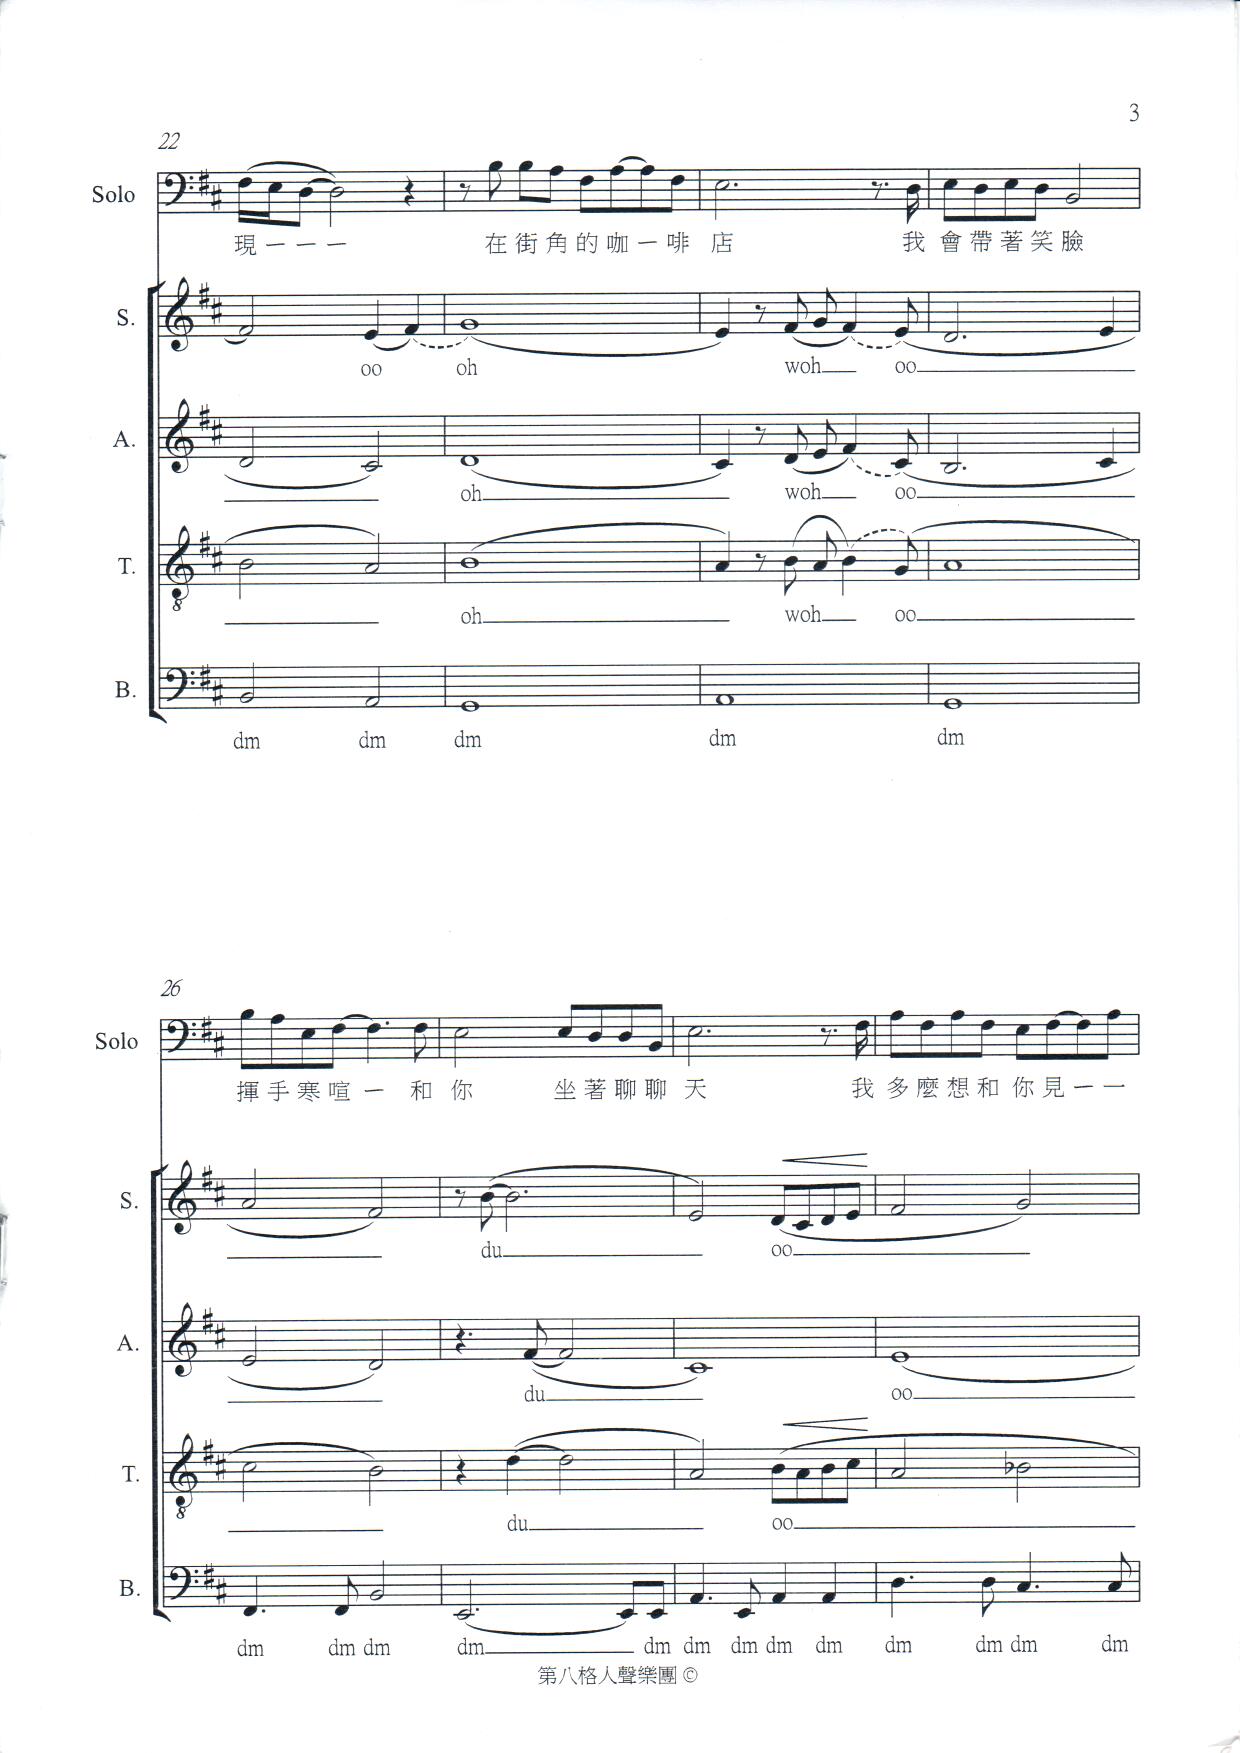 3
22
Solo
現 一 一 一 在 街 角 的 咖 一 啡 店 我 會 帶 著 笑 臉
S.
oo oh woh oo
A.
oh woh oo
T.
8
oh woh oo
B.
dm dm dm dm dm
26
Solo
揮 手 寒 喧 一 和 你 坐 著 聊 聊 天 我 多 麼 想 和 你 見 一 一
S.
du oo
A.
du oo
T.
8
du oo
B.
dm dm dm dm dm dm dm dm dm dm dm dm dm
第八格人聲樂團 ©